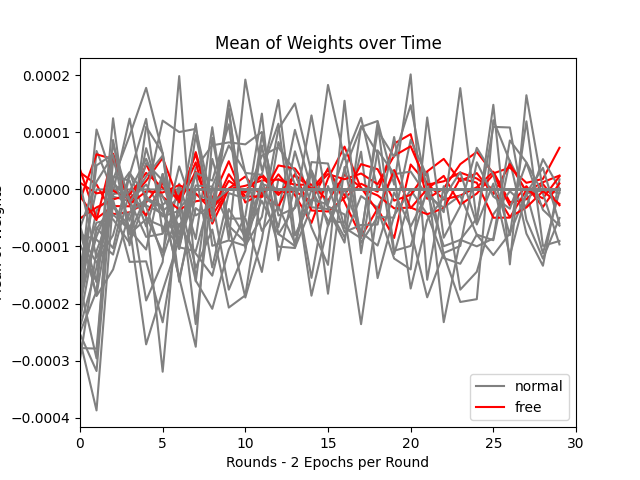 Mean of Weights over Time
0.0002
0.0001
0.0000
−0.0001
−0.0002
−0.0003
−0.0004
0 5 10 15 20 25 30
Rounds - 2 Epochs per Round
normal
free